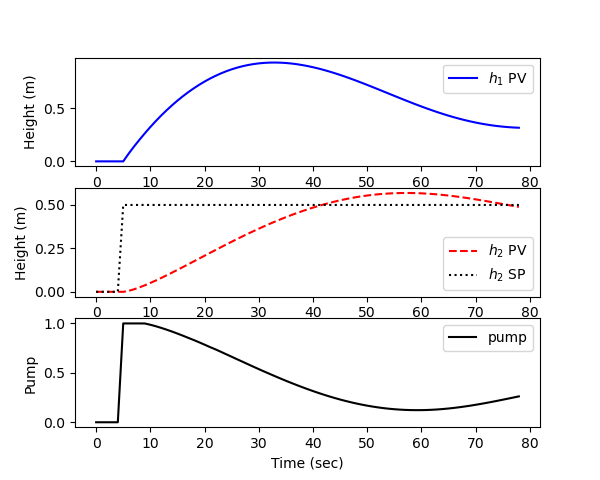 Height (m)
0.5
0.0
h₁ PV
0 10 20 30 40 50 60 70 80
Height (m)
0.50
0.25
0.00
h₂ PV
h₂ SP
0 10 20 30 40 50 60 70 80
Pump
1.0
0.5
0.0
pump
0 10 20 30 40 50 60 70 80
Time (sec)